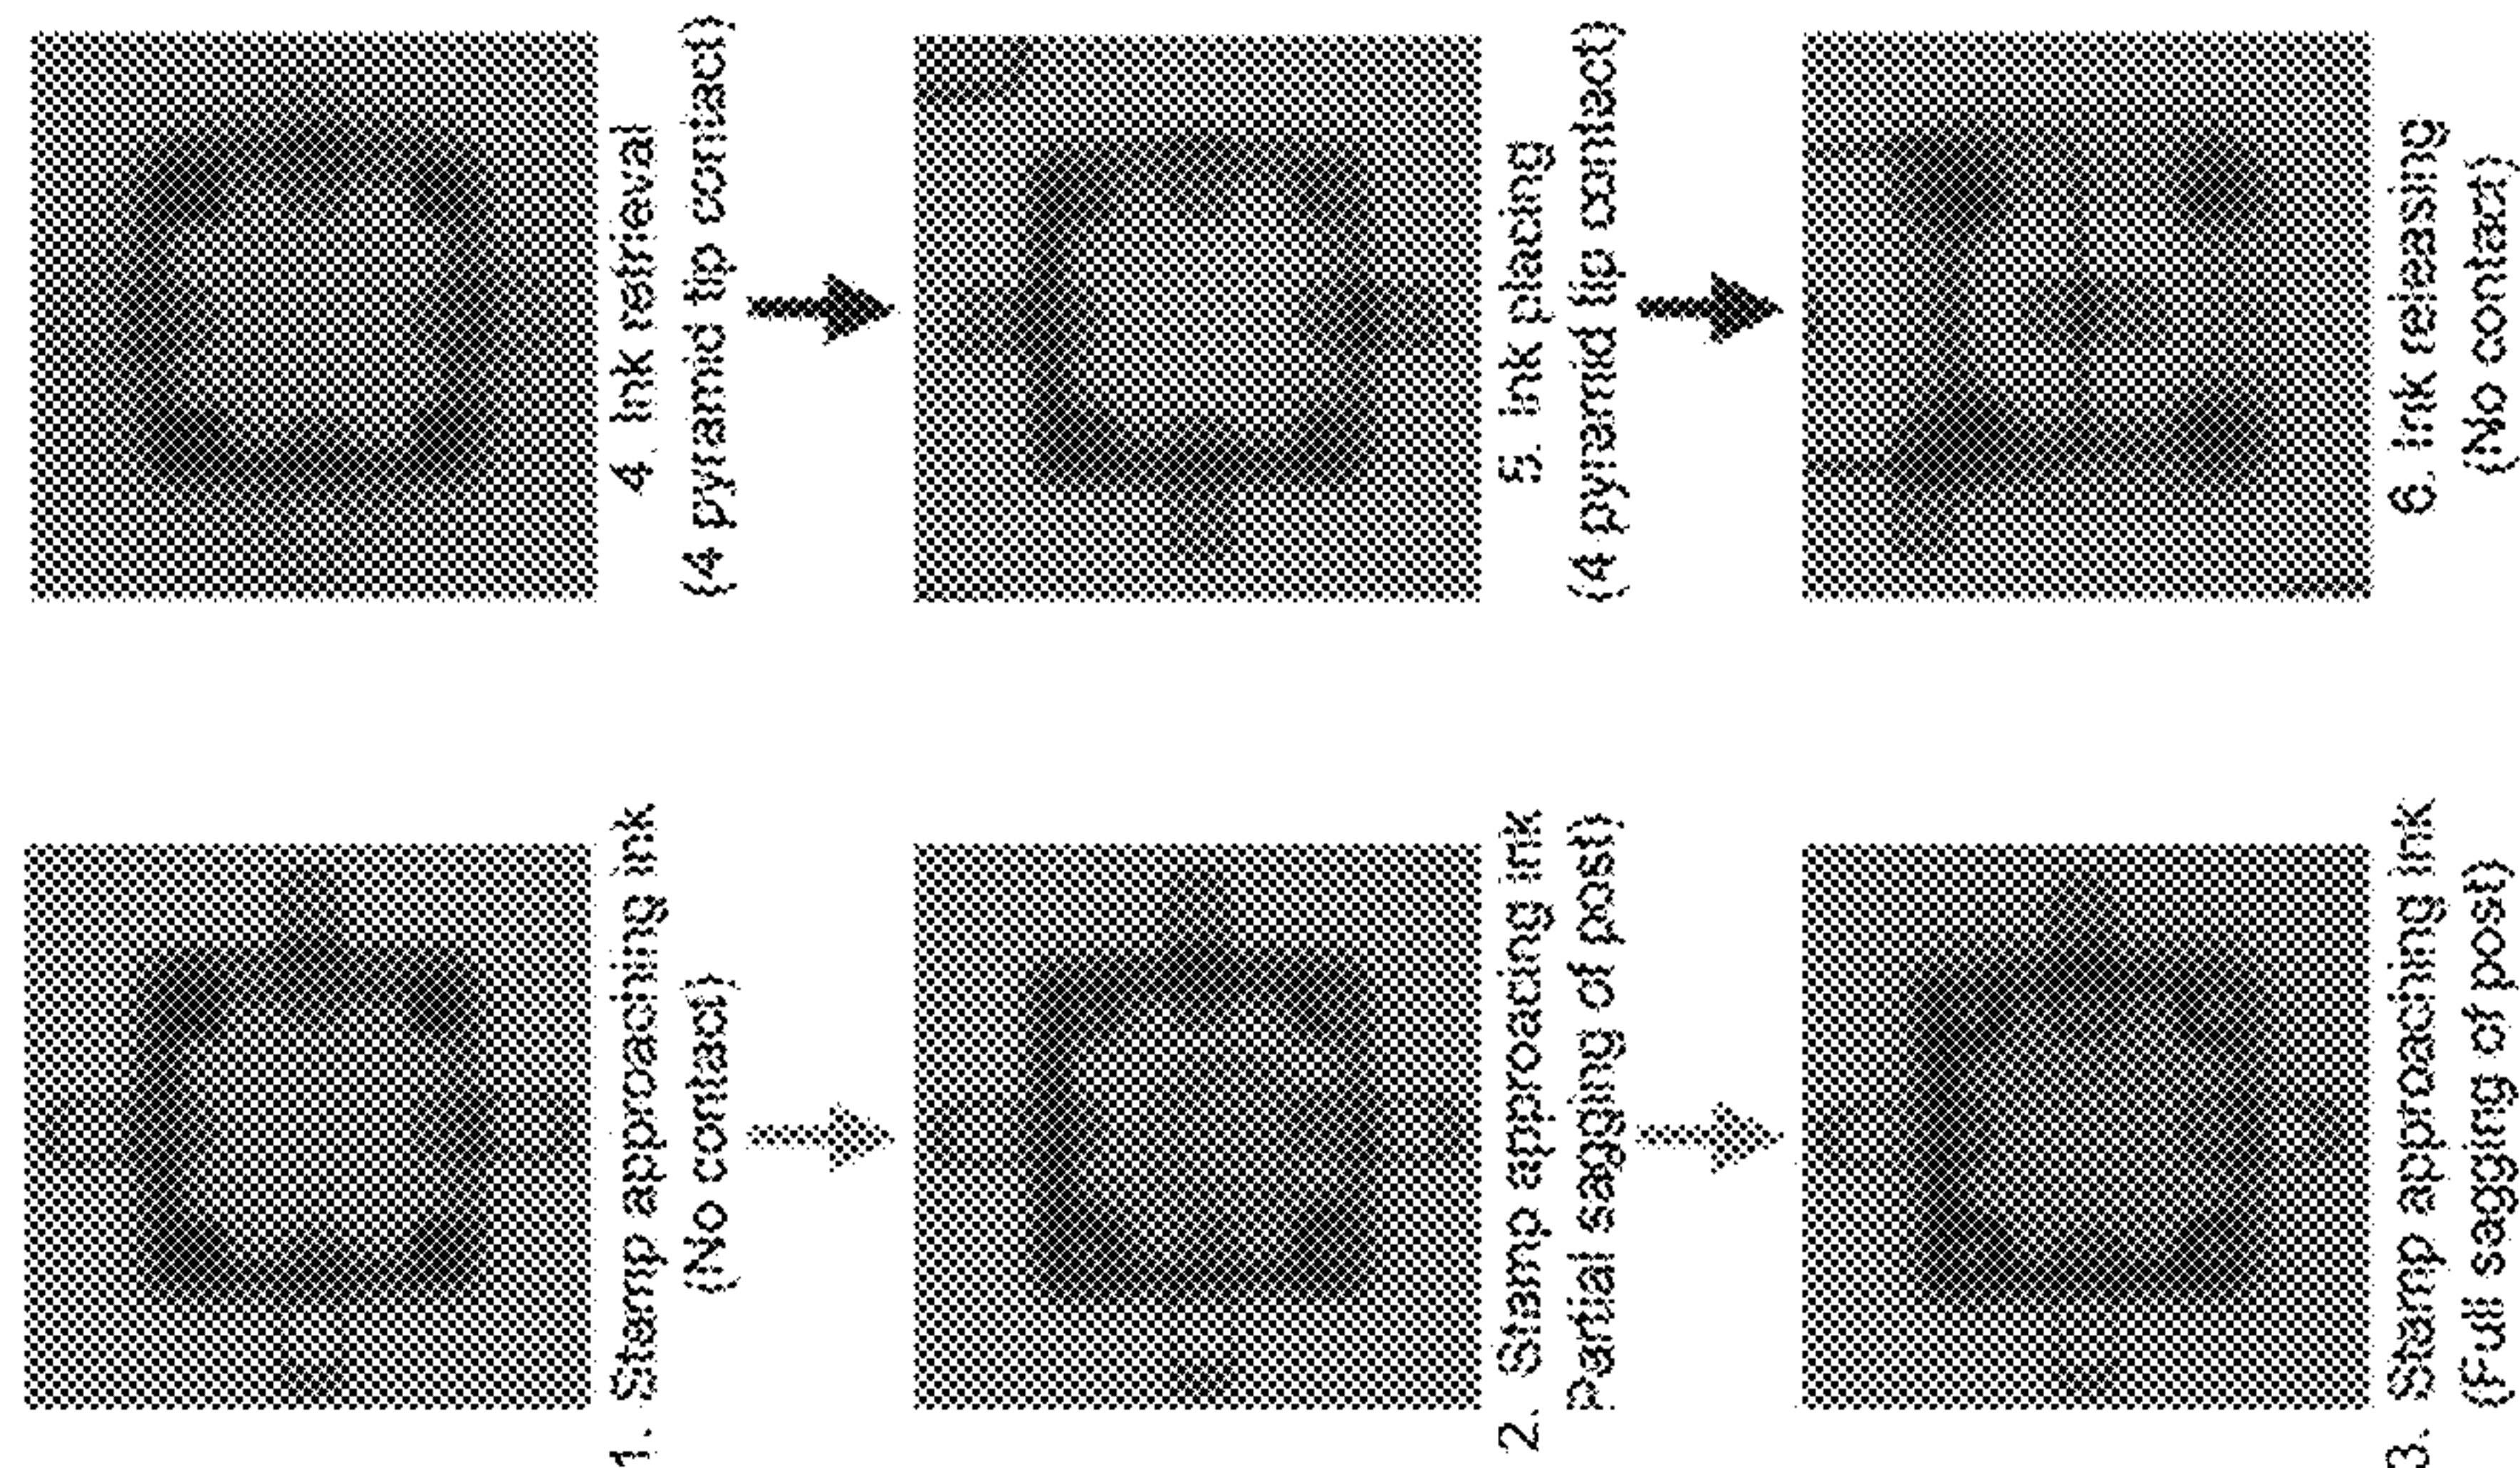 1. Stamp approaching ink
(No contact)
2. Stamp approacing ink
Partial sagging of post)
3. Stamp approaching ink
(Full sagging of post)
4. Ink retrieval
(4 pyramid tip contact)
5. Ink placing
(4 pyramid tip contact)
6. Ink releasing
(No contact)